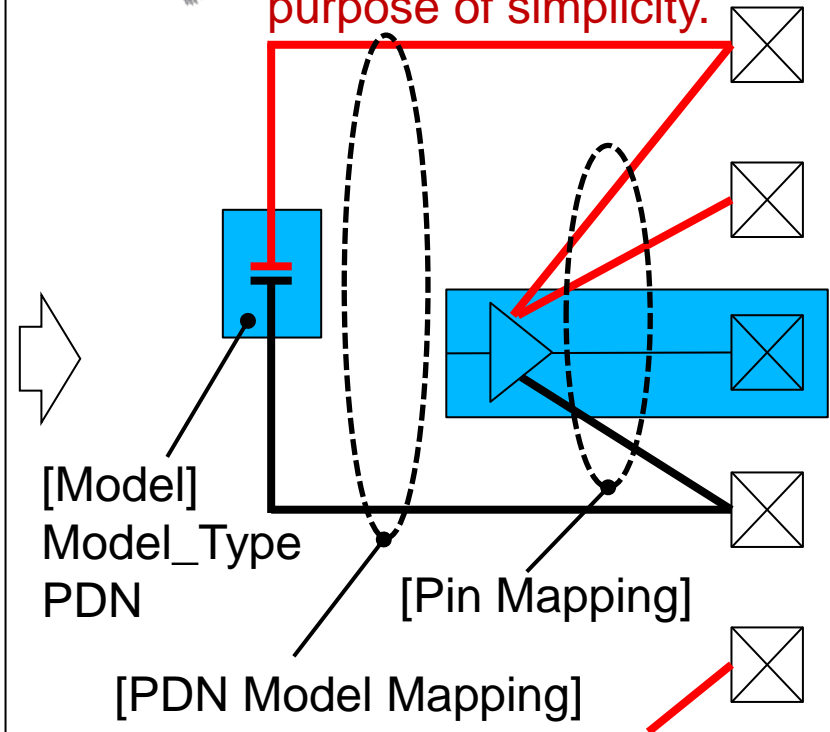 purpose of simplicity.
[Model]
Model_Type
PDN
[Pin Mapping]
[PDN Model Mapping]